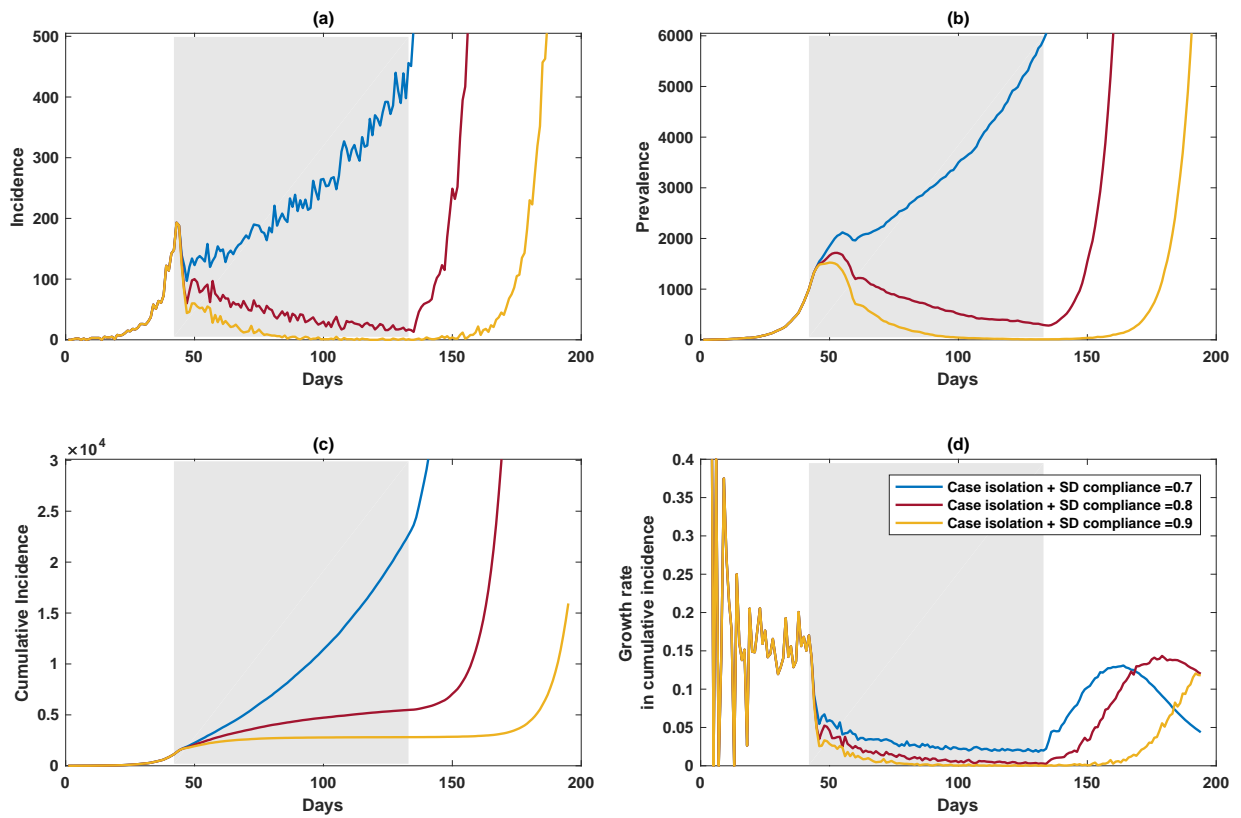 (a)
500
400
300
200
100
0
Incidence
0 50 100 150 200
Days
(b)
6000
5000
4000
3000
2000
1000
0
Prevalence
0 50 100 150 200
Days
(c)
×10⁴
3
2.5
2
1.5
1
0.5
0
Cumulative Incidence
0 50 100 150 200
Days
(d)
0.4
0.35
0.3
0.25
0.2
0.15
0.1
0.05
0
Growth rate
in cumulative incidence
0 50 100 150 200
Days
Case isolation + SD compliance =0.7
Case isolation + SD compliance =0.8
Case isolation + SD compliance =0.9